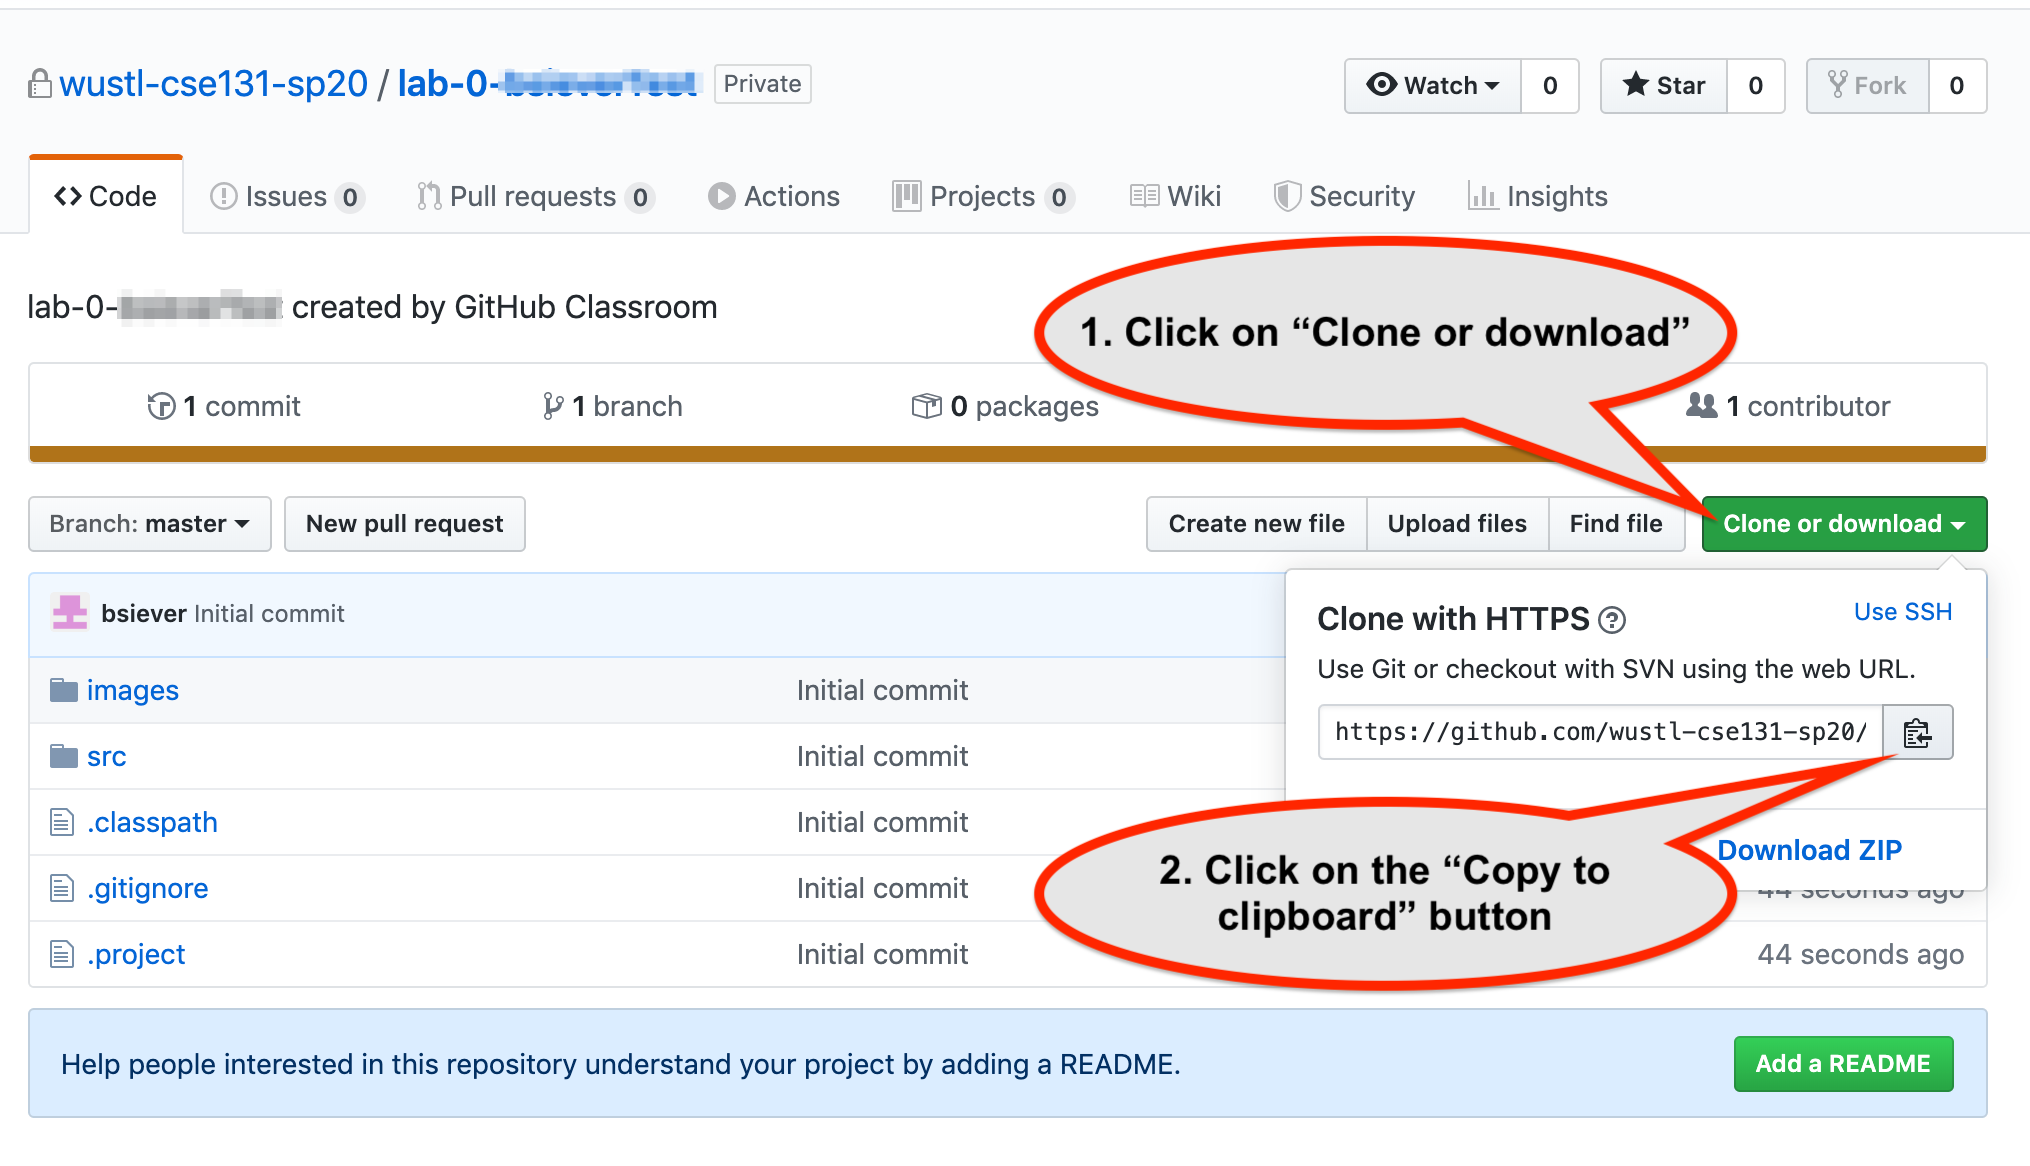 wustl-cse131-sp20 / lab-0- Private
Watch 0 Star 0 Fork 0
Code Issues 0 Pull requests 0 Actions Projects 0 Wiki Security Insights
lab-0- created by GitHub Classroom
1. Click on “Clone or download”
1 commit 1 branch 0 packages 1 contributor
Branch: master New pull request Create new file Upload files Find file Clone or download
bsiever Initial commit
Clone with HTTPS Use SSH
Use Git or checkout with SVN using the web URL.
https://github.com/wustl-cse131-sp20/
images Initial commit
src Initial commit
.classpath Initial commit
Download ZIP
2. Click on the “Copy to
clipboard” button
.gitignore Initial commit 44 seconds ago
.project Initial commit 44 seconds ago
Help people interested in this repository understand your project by adding a README. Add a README